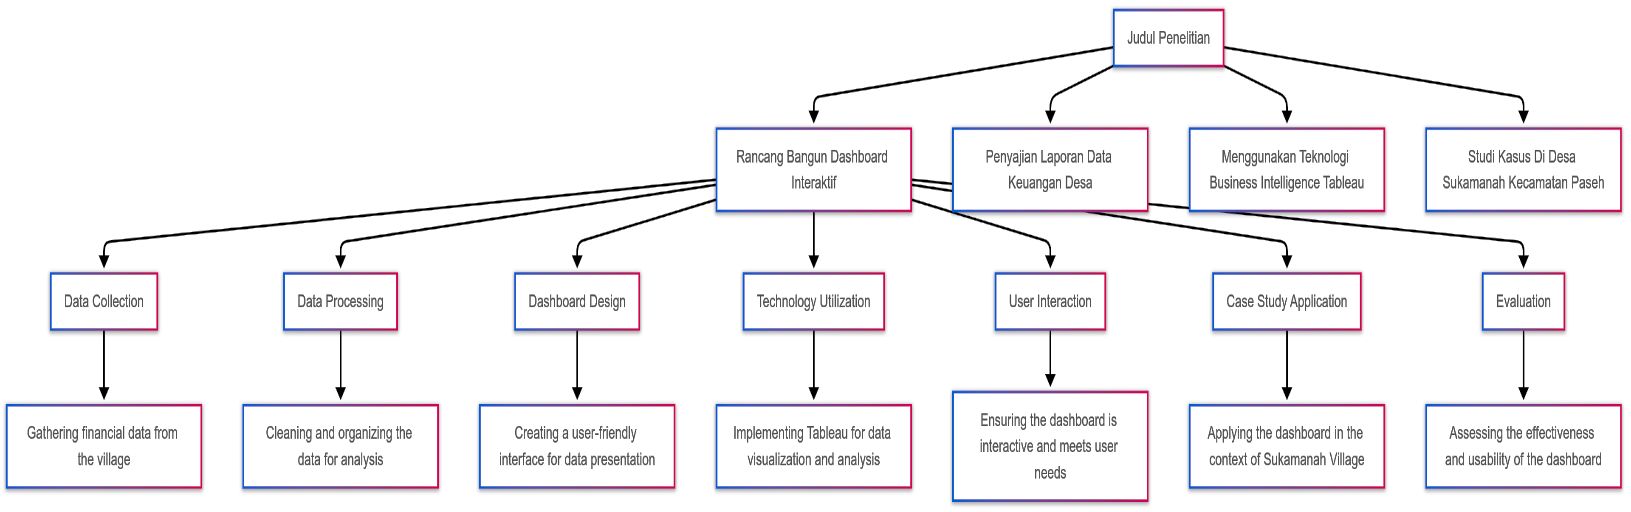 Judul Penelitian
Rancang Bangun Dashboard
Interaktif
Penyajian Laporan Data
Keuangan Desa
Menggunakan Teknologi
Business Intelligence Tableau
Studi Kasus Di Desa
Sukamanah Kecamatan Paseh
Data Collection
Data Processing
Dashboard Design
Technology Utilization
User Interaction
Case Study Application
Evaluation
Gathering financial data from
the village
Cleaning and organizing the
data for analysis
Creating a user-friendly
interface for data presentation
Implementing Tableau for data
visualization and analysis
Ensuring the dashboard is
interactive and meets user
needs
Applying the dashboard in the
context of Sukamanah Village
Assessing the effectiveness
and usability of the dashboard